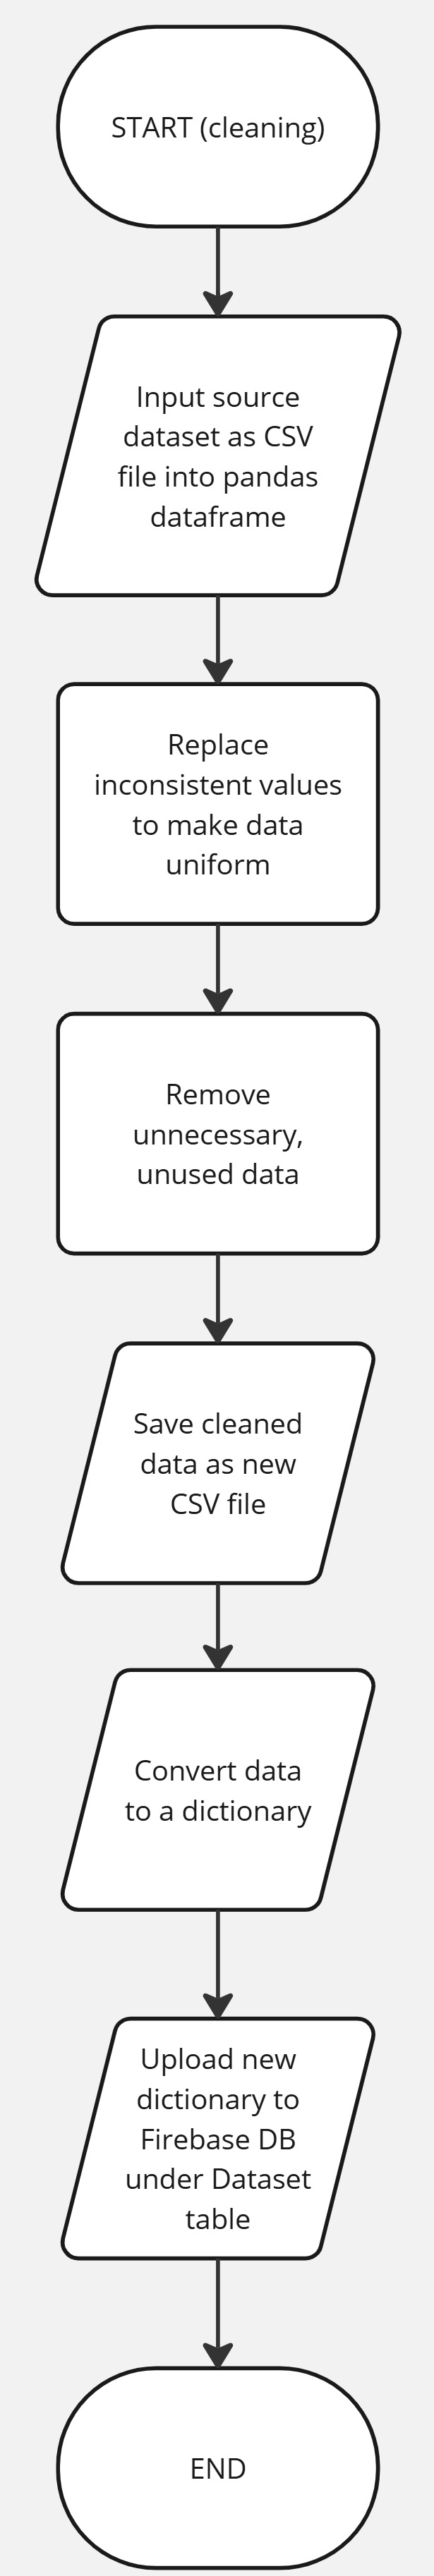 START (cleaning)
Input source
dataset as CSV
file into pandas
dataframe
Replace
inconsistent values
to make data
uniform
Remove
unnecessary,
unused data
Save cleaned
data as new
CSV file
Convert data
to a dictionary
Upload new
dictionary to
Firebase DB
under Dataset
table
END